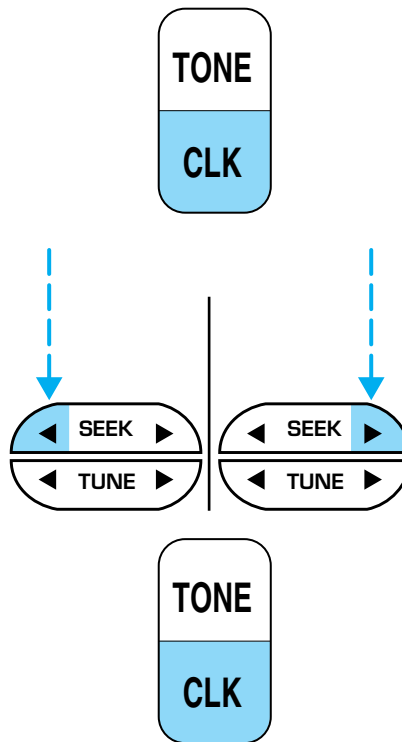 TONE
CLK
◀ SEEK ▶
◀ TUNE ▶
◀ SEEK ▶
◀ TUNE ▶
TONE
CLK